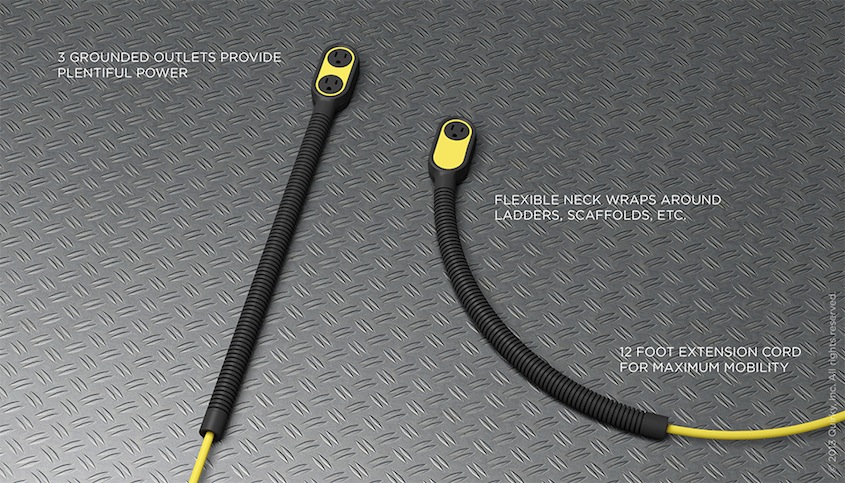 3 GROUNDED OUTLETS PROVIDE
PLENTIFUL POWER
FLEXIBLE NECK WRAPS AROUND
LADDERS, SCAFFOLDS, ETC.
12 FOOT EXTENSION CORD
FOR MAXIMUM MOBILITY
© 2013 Quirky, Inc. All rights reserved.